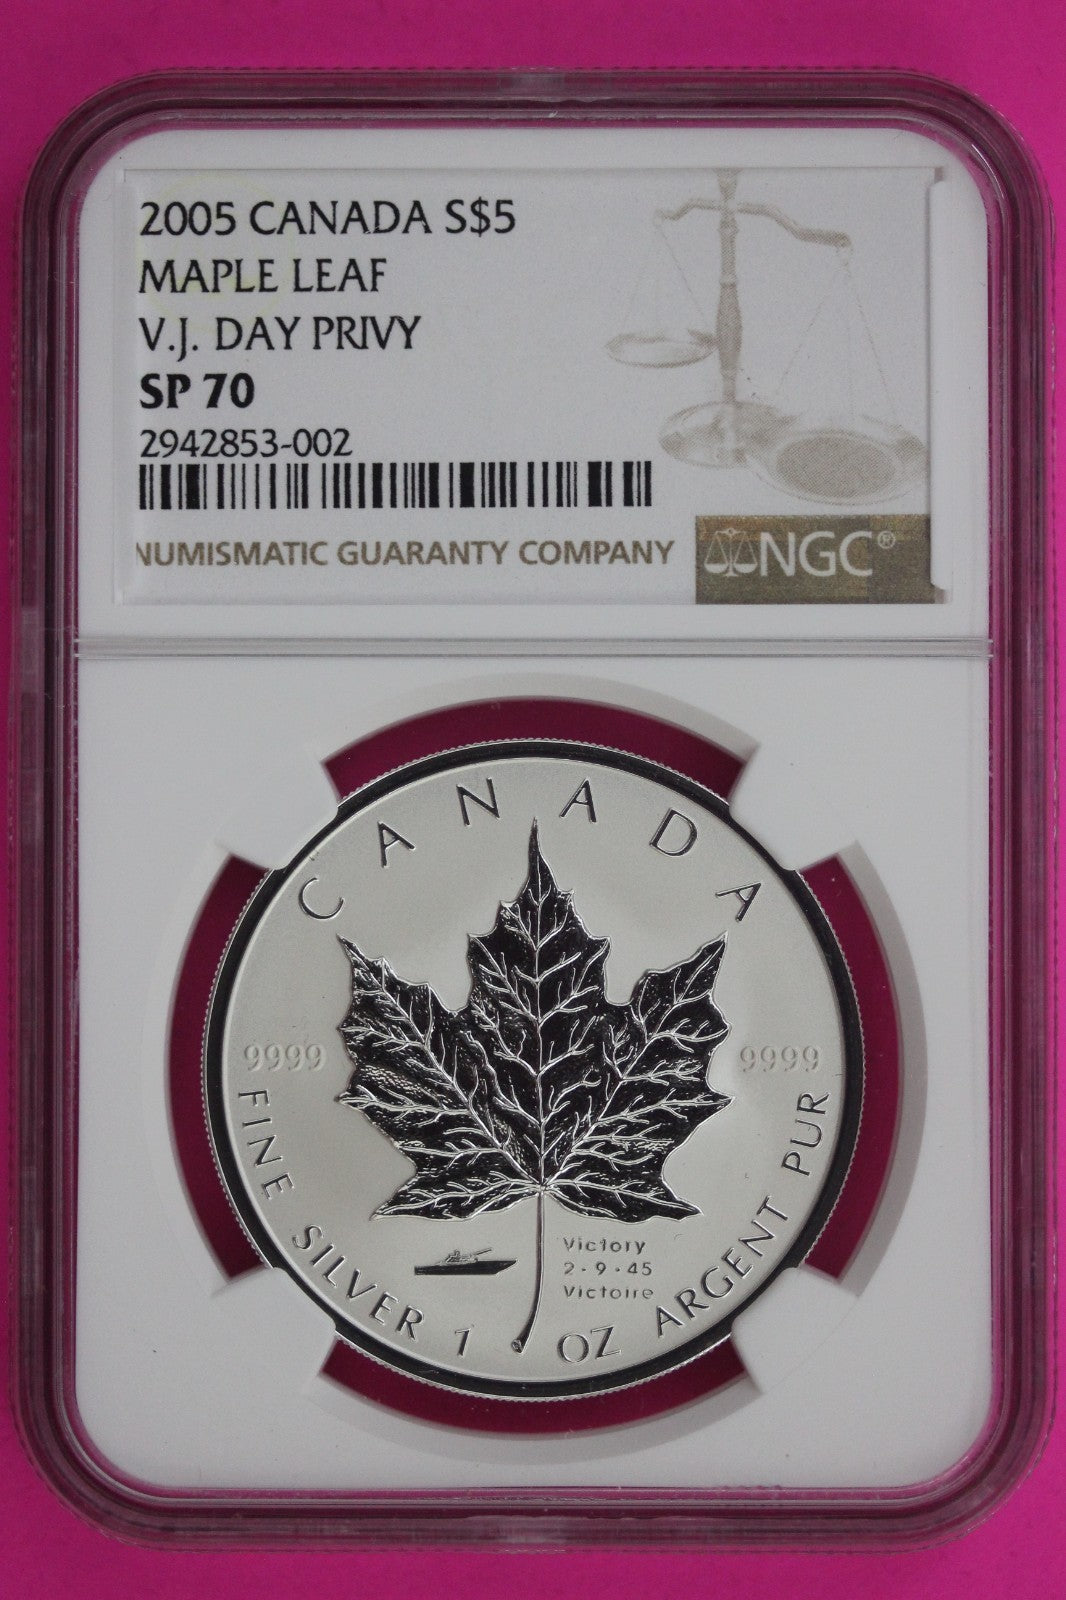 2005 CANADA S$5
MAPLE LEAF
V.J. DAY PRIVY
SP 70
2942853-002
NUMISMATIC GUARANTY COMPANY
NGC®
CANADA
9999 9999
FINE SILVER 1 OZ ARGENT PUR
Victory
2·9·45
Victoire